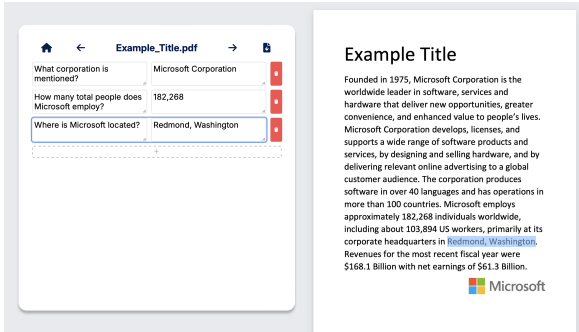 Example_Title.pdf
What corporation is
mentioned?
Microsoft Corporation
How many total people does
Microsoft employ?
182,268
Where is Microsoft located?
Redmond, Washington
+
Example Title
Founded in 1975, Microsoft Corporation is the
worldwide leader in software, services and
hardware that deliver new opportunities, greater
convenience, and enhanced value to people's lives.
Microsoft Corporation develops, licenses, and
supports a wide range of software products and
services, by designing and selling hardware, and by
delivering relevant online advertising to a global
customer audience. The corporation produces
software in over 40 languages and has operations in
more than 100 countries. Microsoft employs
approximately 182,268 individuals worldwide,
including about 103,894 US workers, primarily at its
corporate headquarters in Redmond, Washington.
Revenues for the most recent fiscal year were
$168.1 Billion with net earnings of $61.3 Billion.
Microsoft